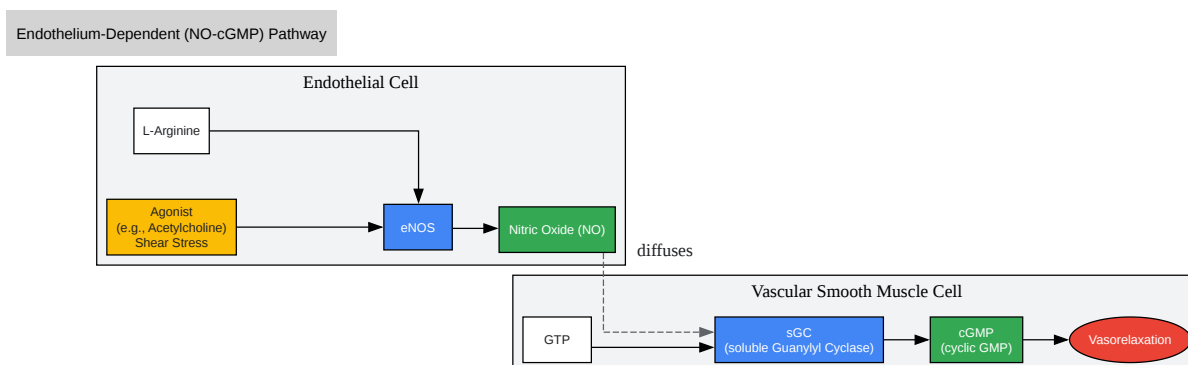 Endothelium-Dependent (NO-cGMP) Pathway
Endothelial Cell
L-Arginine
Agonist
(e.g., Acetylcholine)
Shear Stress
eNOS
Nitric Oxide (NO)
diffuses
Vascular Smooth Muscle Cell
GTP
sGC
(soluble Guanylyl Cyclase)
cGMP
(cyclic GMP)
Vasorelaxation